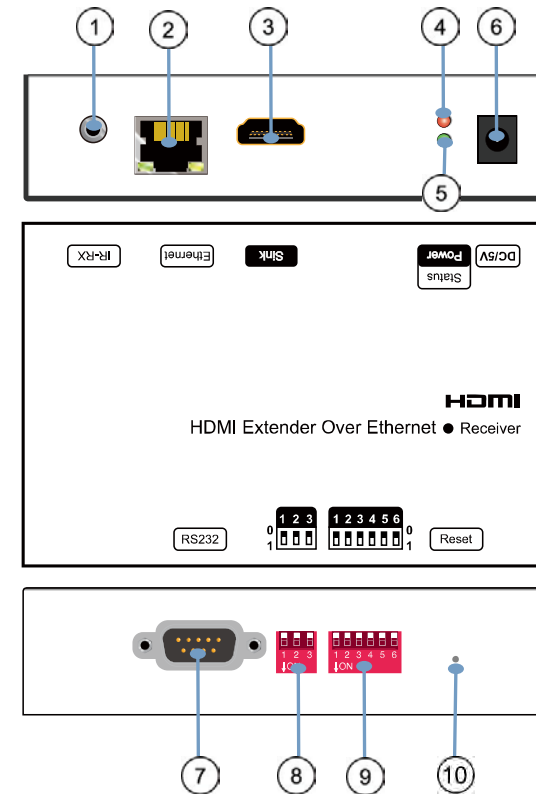 1 2 3 4 6
5
IR-RX Ethernet Sink Power DC/5V
Status
HDMI
HDMI Extender Over Ethernet ● Receiver
RS232 0 1 1 2 3 1 2 3 4 5 6 0 1 Reset
1 2 3 1 2 3 4 5 6
↓ON ↓ON
7 8 9 10